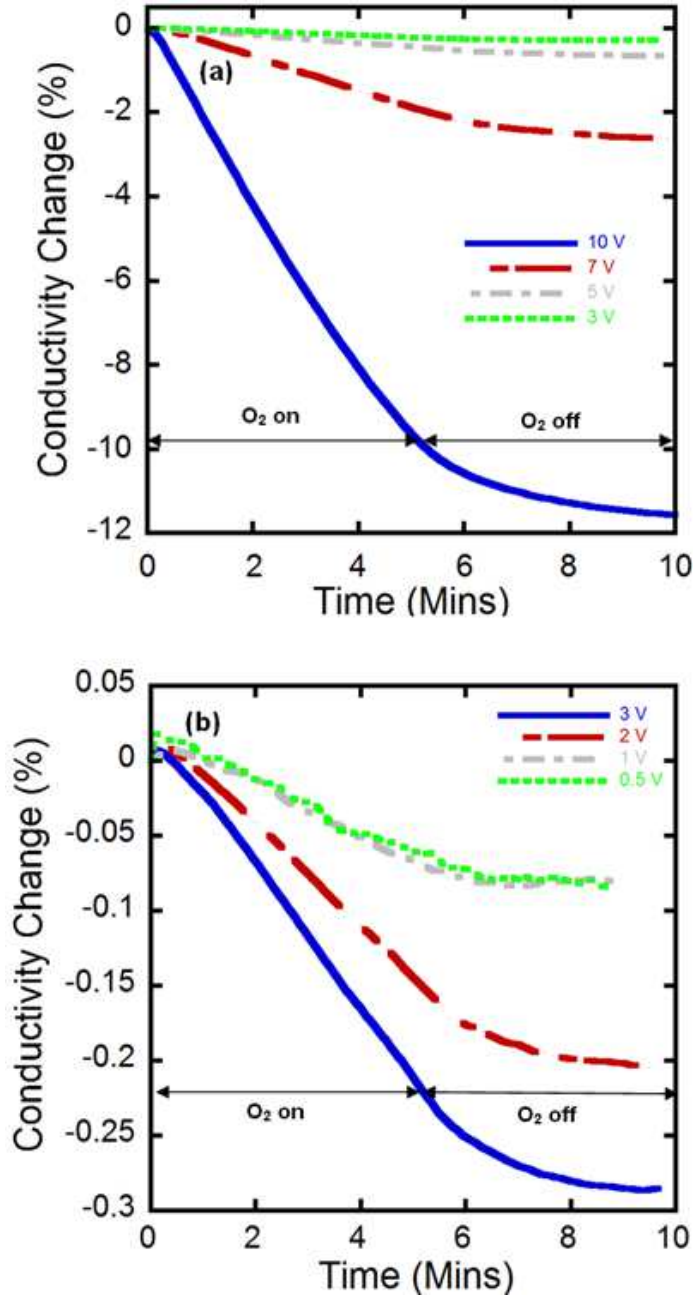 0
-2
-4
-6
-8
-10
-12
Conductivity Change (%)
(a)
10 V
7 V
5 V
3 V
O₂ on
O₂ off
0
2
4
6
8
10
Time (Mins)
0.05
0
-0.05
-0.1
-0.15
-0.2
-0.25
-0.3
Conductivity Change (%)
(b)
3 V
2 V
1 V
0.5 V
O₂ on
O₂ off
0
2
4
6
8
10
Time (Mins)